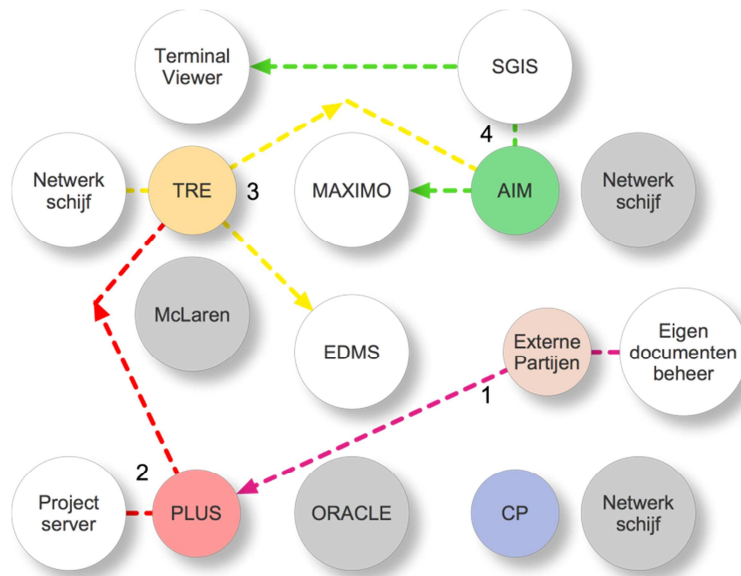 Terminal
Viewer
SGIS
4
Netwerk
schijf
TRE
3
MAXIMO
AIM
Netwerk
schijf
McLaren
EDMS
Externe
Partijen
Eigen
documenten
beheer
1
2
Project
server
PLUS
ORACLE
CP
Netwerk
schijf